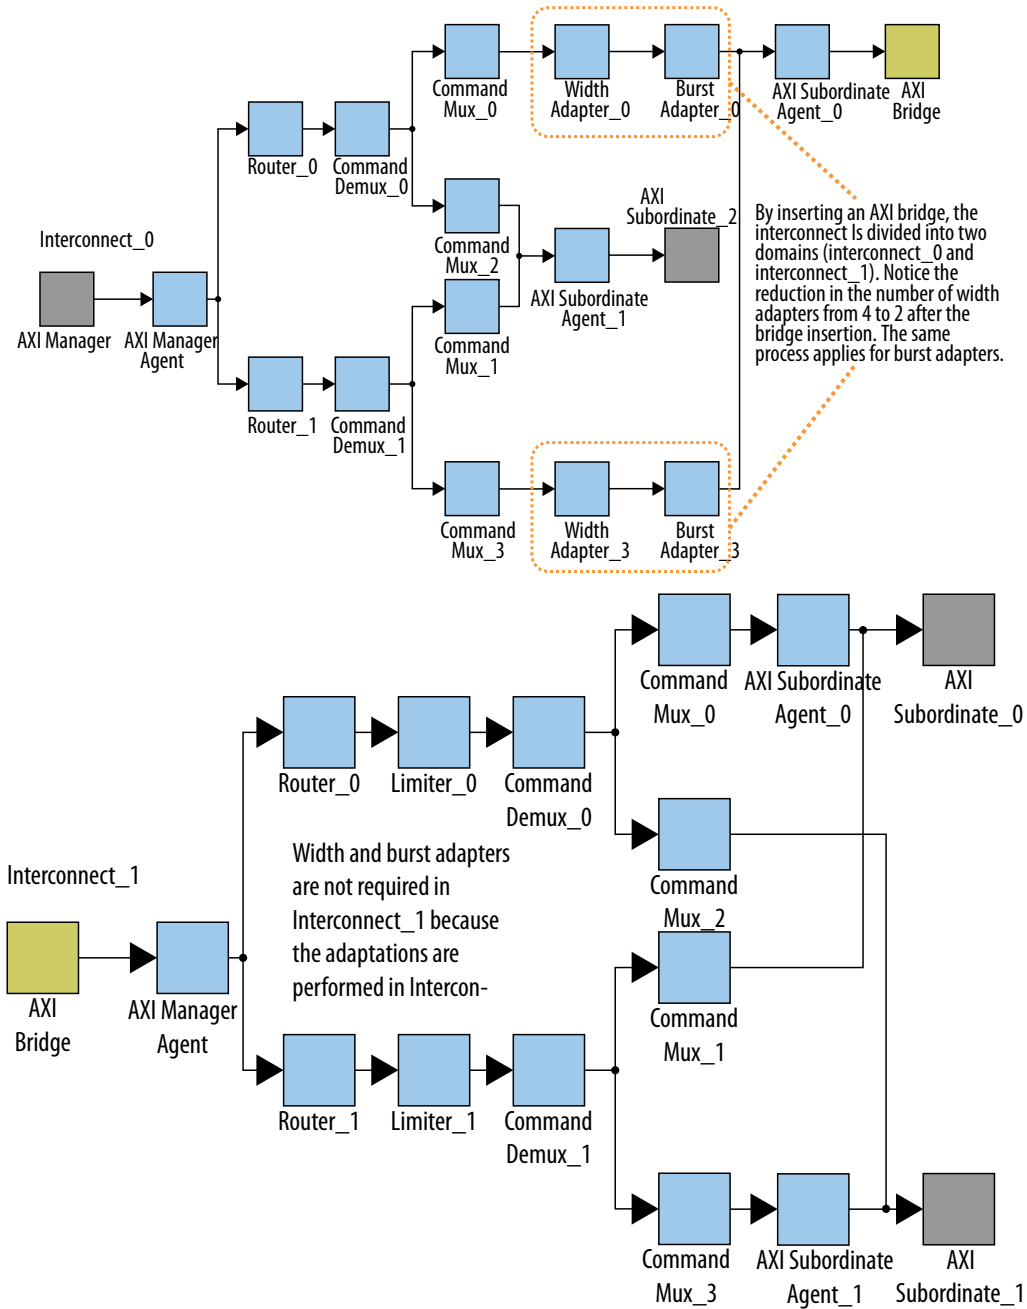 Command
Mux_0
Width
Adapter_0
Burst
Adapter_0
AXI Subordinate
Agent_0
AXI
Bridge
Router_0
Command
Demux_0
AXI
Subordinate_2
Interconnect_0
Command
Mux_2
By inserting an AXI bridge, the
interconnect Is divided into two
domains (interconnect_0 and
interconnect_1). Notice the
reduction in the number of width
adapters from 4 to 2 after the
bridge insertion. The same
process applies for burst adapters.
AXI Manager
AXI Manager
Agent
AXI Subordinate
Agent_1
Command
Mux_1
Router_1
Command
Demux_1
Command
Mux_3
Width
Adapter_3
Burst
Adapter_3
Command
Mux_0
AXI Subordinate
Agent_0
AXI
Subordinate_0
Router_0
Limiter_0
Command
Demux_0
Width and burst adapters
are not required in
Interconnect_1 because
the adaptations are
performed in Intercon-
Interconnect_1
Command
Mux_2
AXI
Bridge
AXI Manager
Agent
Command
Mux_1
Router_1
Limiter_1
Command
Demux_1
Command
Mux_3
AXI Subordinate
Agent_1
AXI
Subordinate_1